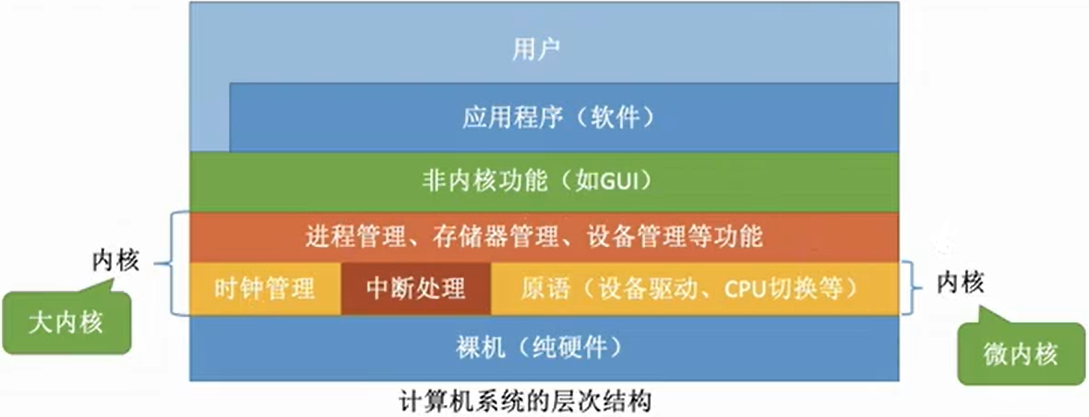 用户
应用程序（软件）
非内核功能（如GUI）
进程管理、存储器管理、设备管理等功能
内核
大内核
时钟管理
中断处理
原语（设备驱动、CPU切换等）
内核
微内核
裸机（纯硬件）
计算机系统的层次结构